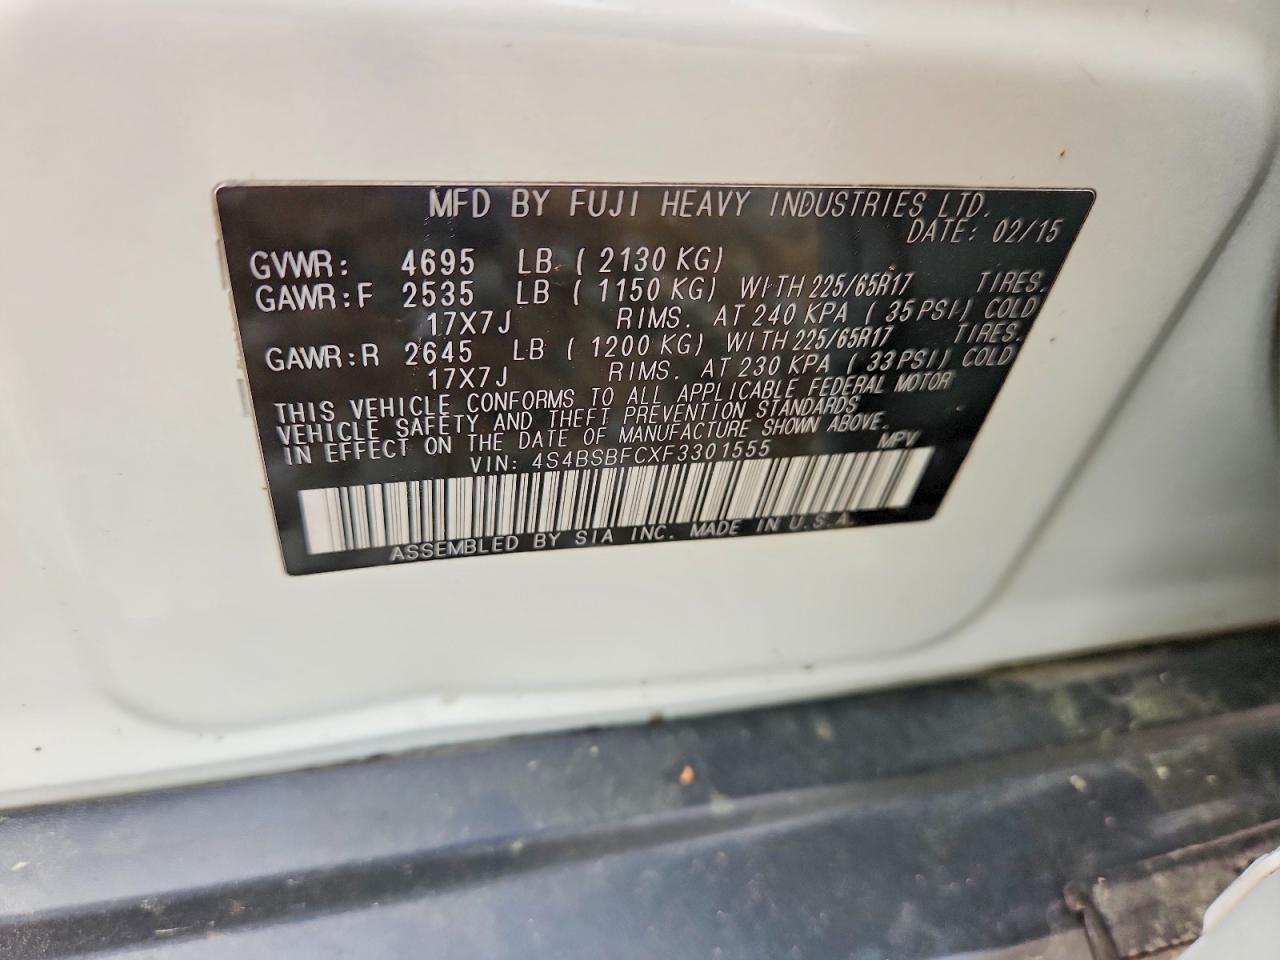 MFD BY FUJI HEAVY INDUSTRIES LTD.
DATE: 02/15
GVWR: 4695 LB ( 2130 KG)
GAWR:F 2535 LB ( 1150 KG) WITH 225/65R17 TIRES.
17X7J RIMS. AT 240 KPA ( 35 PSI) COLD
GAWR:R 2645 LB ( 1200 KG) WITH 225/65R17 TIRES.
17X7J RIMS. AT 230 KPA ( 33 PSI) COLD
THIS VEHICLE CONFORMS TO ALL APPLICABLE FEDERAL MOTOR
VEHICLE SAFETY AND THEFT PREVENTION STANDARDS
IN EFFECT ON THE DATE OF MANUFACTURE SHOWN ABOVE.
VIN: 4S4BSBFCXF3301555 MPV
ASSEMBLED BY SIA INC. MADE IN U.S.A.